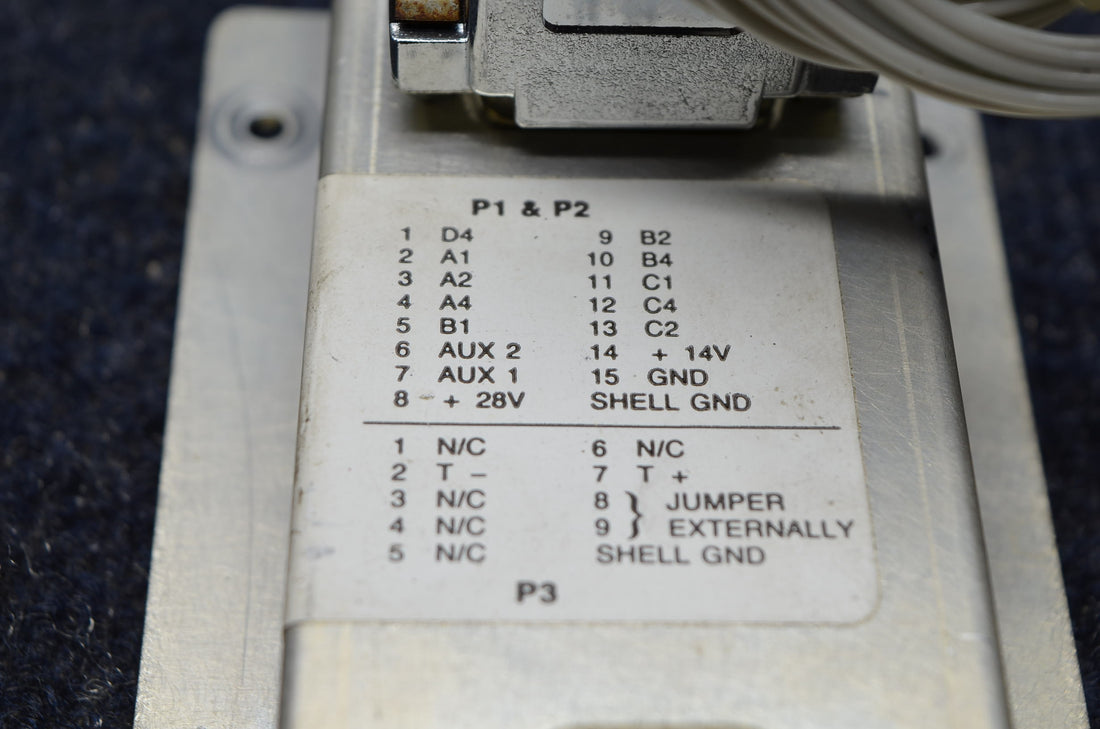 P1 & P2
1 D4 9 B2
2 A1 10 B4
3 A2 11 C1
4 A4 12 C4
5 B1 13 C2
6 AUX 2 14 + 14V
7 AUX 1 15 GND
8 + 28V SHELL GND
1 N/C 6 N/C
2 T - 7 T +
3 N/C 8 } JUMPER
4 N/C 9 } EXTERNALLY
5 N/C SHELL GND
P3